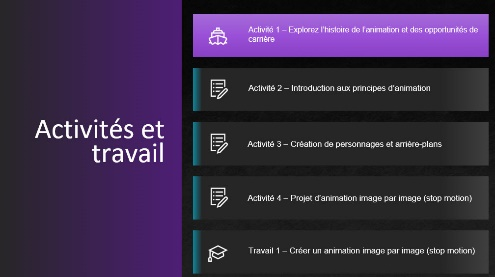 Activités et
travail
Activité 1 – Explorez l'histoire de l'animation et des opportunités de
carrière
Activité 2 – Introduction aux principes d'animation
Activité 3 – Création de personnages et arrière-plans
Activité 4 – Projet d'animation image par image (stop motion)
Travail 1 – Créer un animation image par image (stop motion)